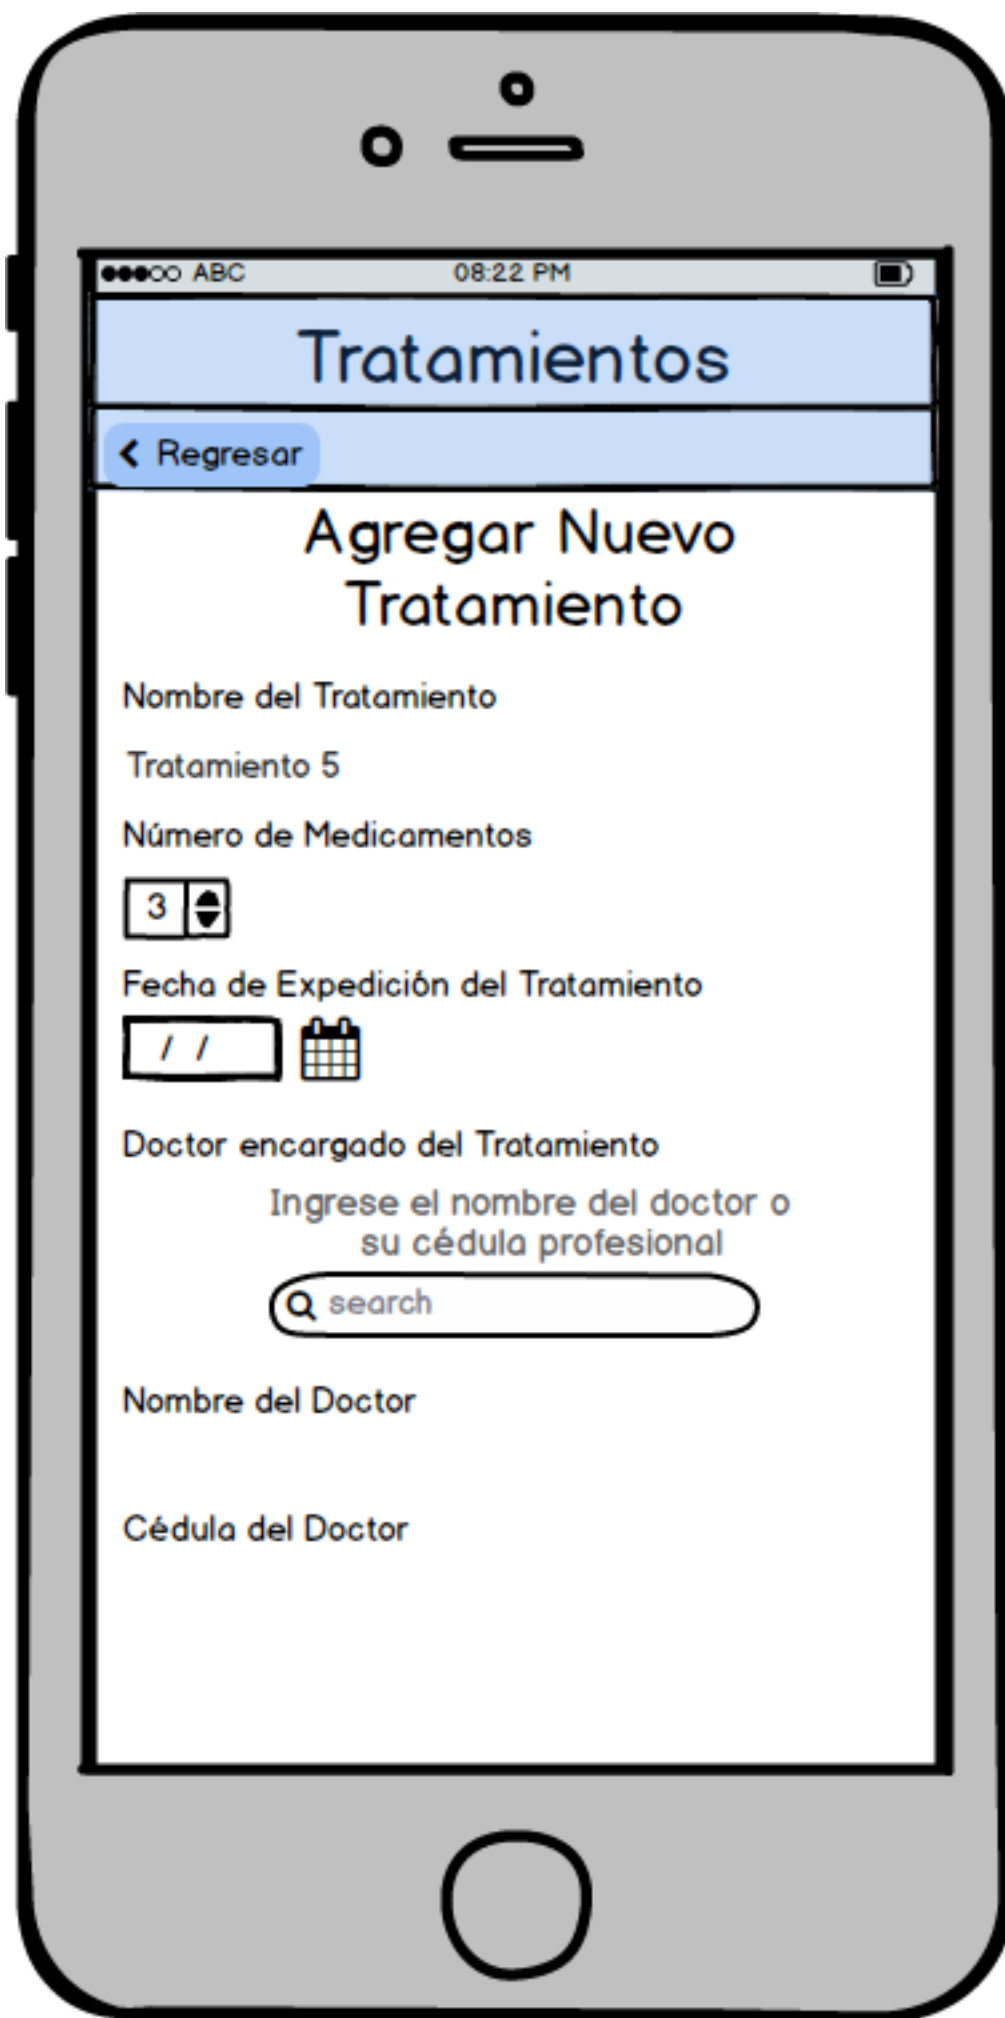 ABC 08:22 PM
Tratamientos
Regresar
Agregar Nuevo
Tratamiento
Nombre del Tratamiento
Tratamiento 5
Número de Medicamentos
3
Fecha de Expedición del Tratamiento
/ /
Doctor encargado del Tratamiento
Ingrese el nombre del doctor o
su cédula profesional
search
Nombre del Doctor
Cédula del Doctor